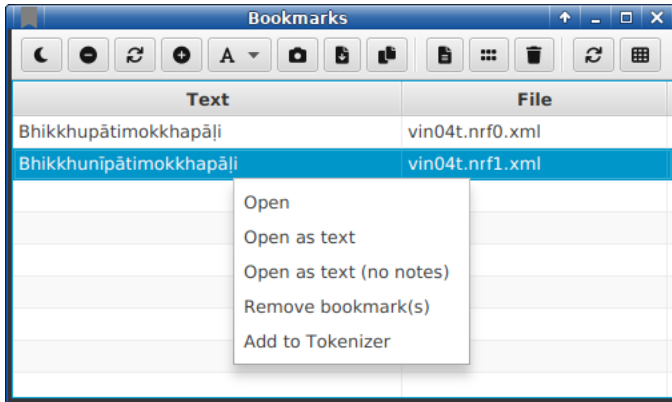 Bookmarks
A
Text File
Bhikkhupātimokkhapāḷi vin04t.nrf0.xml
Bhikkhunīpātimokkhapāḷi vin04t.nrf1.xml
Open
Open as text
Open as text (no notes)
Remove bookmark(s)
Add to Tokenizer